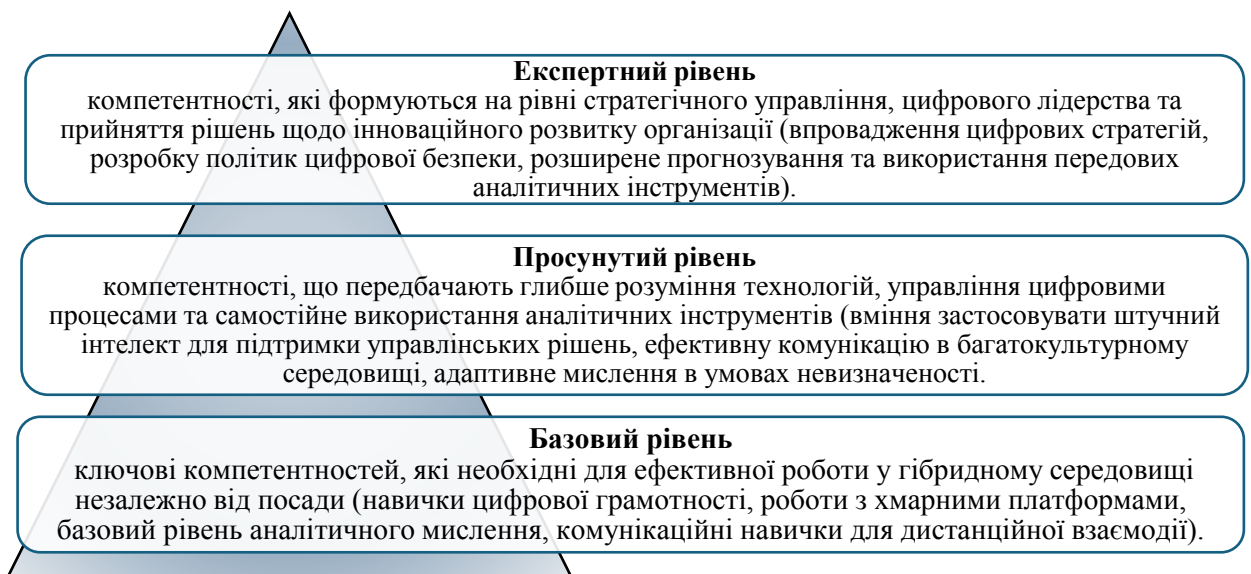 Експертний рівень
компетентності, які формуються на рівні стратегічного управління, цифрового лідерства та
прийняття рішень щодо інноваційного розвитку організації (впровадження цифрових стратегій,
розробку політик цифрової безпеки, розширене прогнозування та використання передових
аналітичних інструментів).
Просунутий рівень
компетентності, що передбачають глибше розуміння технологій, управління цифровими
процесами та самостійне використання аналітичних інструментів (вміння застосовувати штучний
інтелект для підтримки управлінських рішень, ефективну комунікацію в багатокультурному
середовищі, адаптивне мислення в умовах невизначеності.
Базовий рівень
ключові компетентностей, які необхідні для ефективної роботи у гібридному середовищі
незалежно від посади (навички цифрової грамотності, роботи з хмарними платформами,
базовий рівень аналітичного мислення, комунікаційні навички для дистанційної взаємодії).